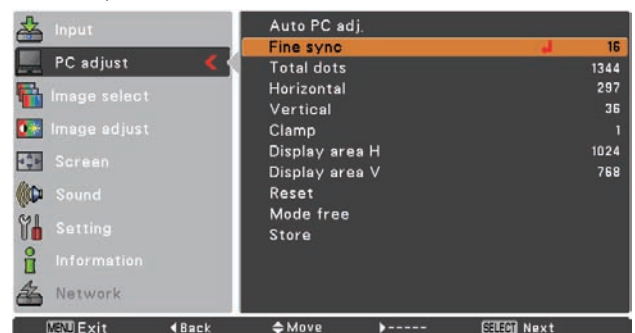 Input
PC adjust
Image select
Image adjust
Screen
Sound
Setting
Information
Network
Auto PC adj.
Fine sync 16
Total dots 1344
Horizontal 297
Vertical 36
Clamp 1
Display area H 1024
Display area V 768
Reset
Mode free
Store
MENU Exit ◀Back ◆Move ▶----- SELECT Next